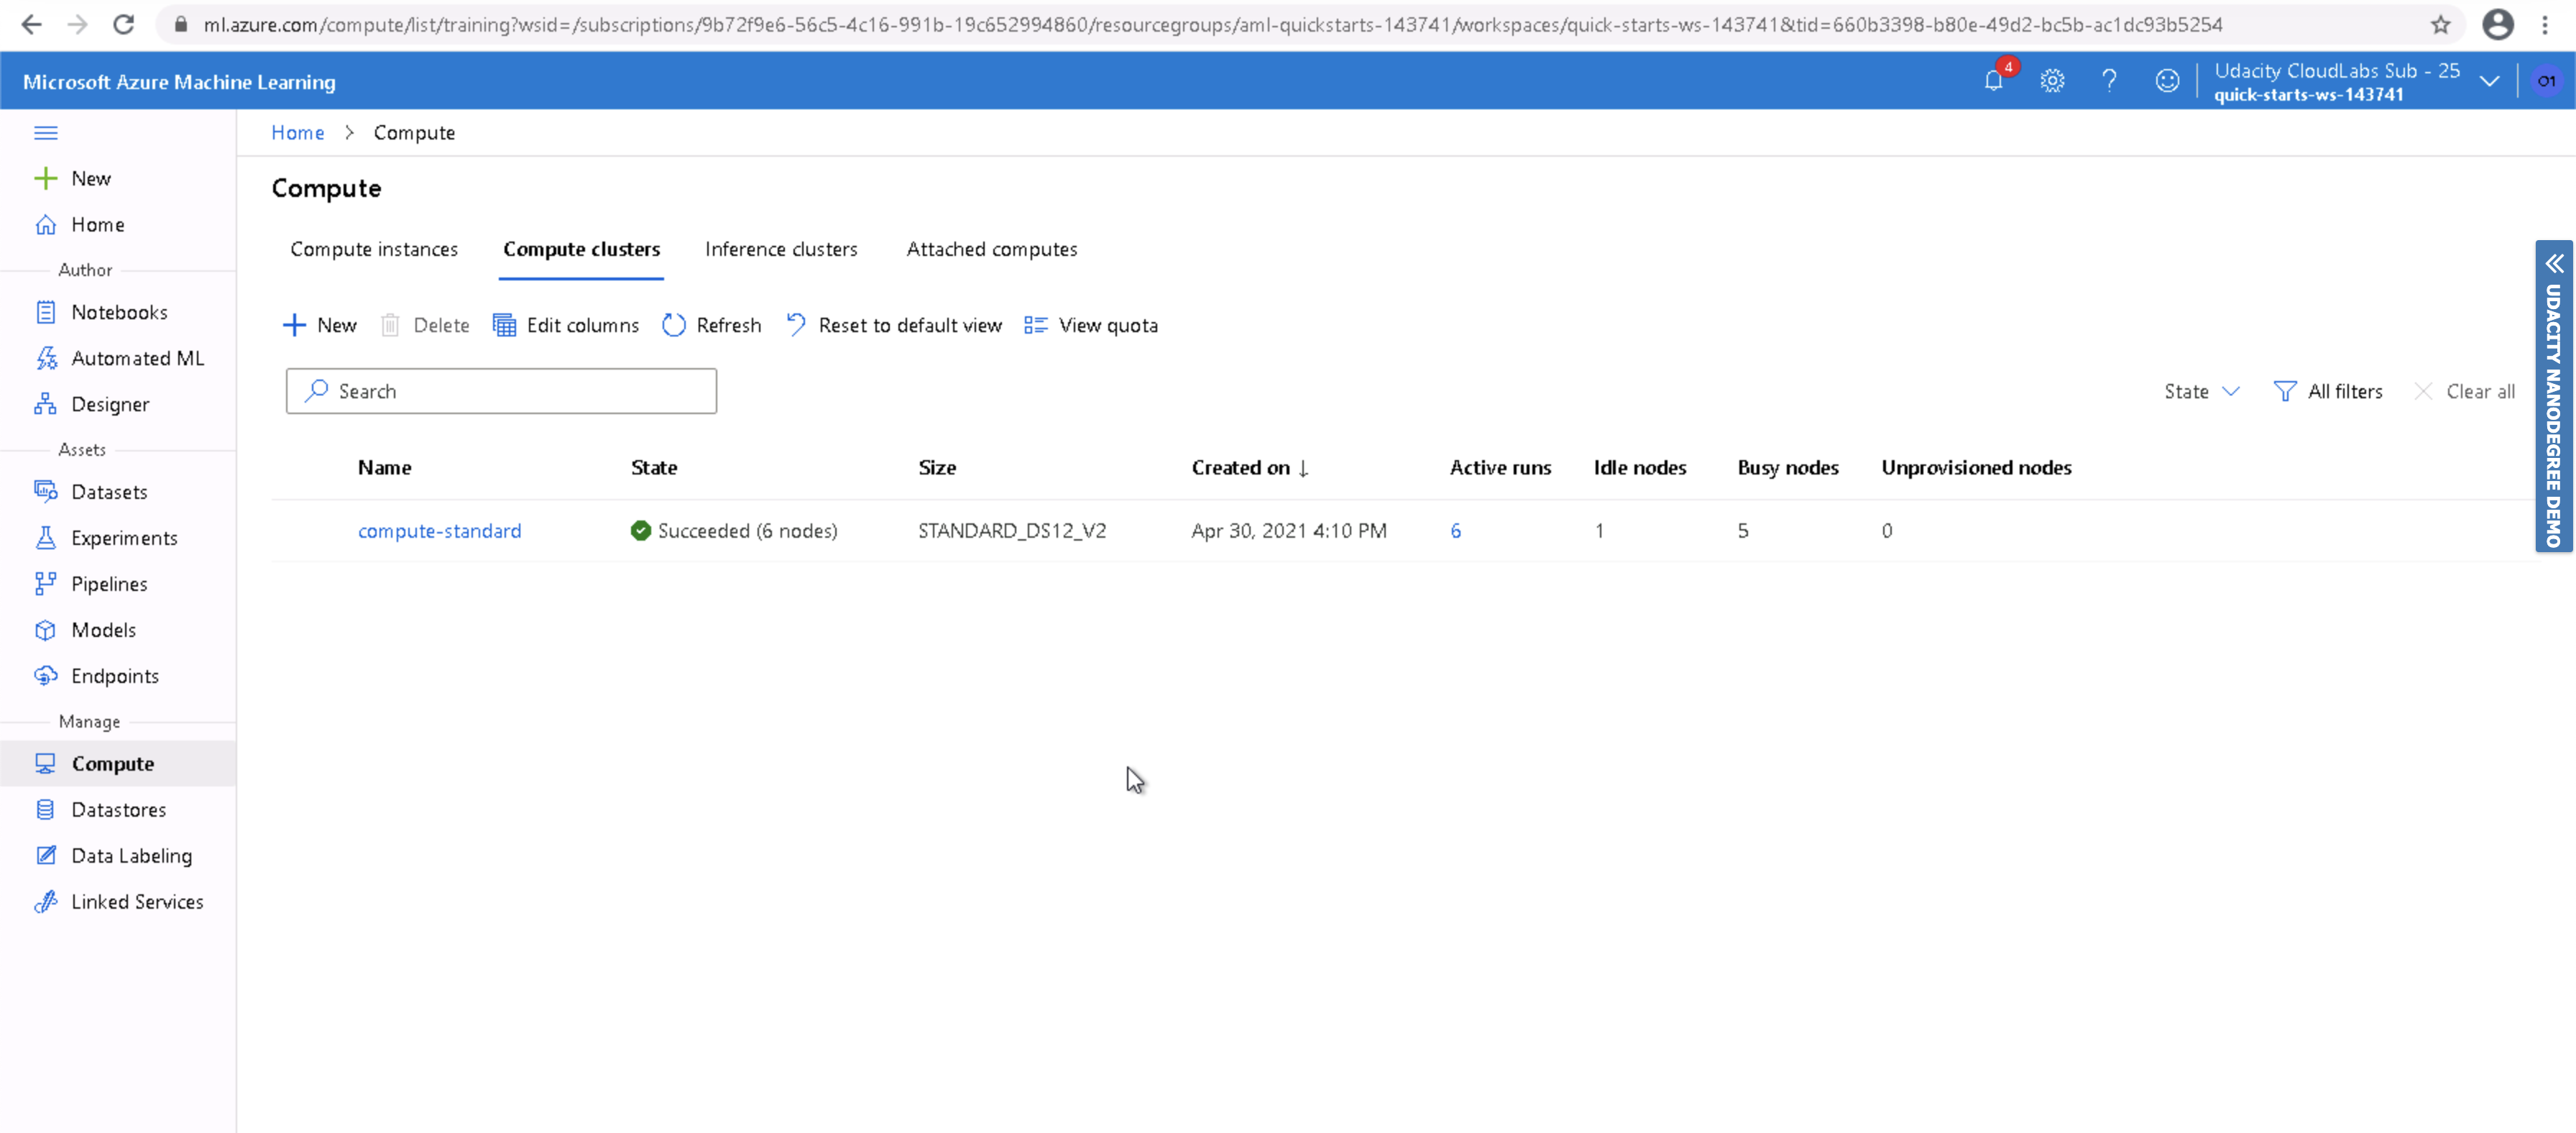 ml.azure.com/compute/list/training?wsid=/subscriptions/9b72f9e6-56c5-4c16-991b-19c652994860/resourcegroups/aml-quickstarts-143741/workspaces/quick-starts-ws-143741&tid=660b3398-b80e-49d2-bc5b-ac1dc93b5254
Microsoft Azure Machine Learning
4
Udacity CloudLabs Sub - 25
quick-starts-ws-143741
O1
Home > Compute
New
Home
Author
Notebooks
Automated ML
Designer
Assets
Datasets
Experiments
Pipelines
Models
Endpoints
Manage
Compute
Datastores
Data Labeling
Linked Services
Compute
Compute instances Compute clusters Inference clusters Attached computes
New Delete Edit columns Refresh Reset to default view View quota
Search State All filters Clear all
Name State Size Created on ↓ Active runs Idle nodes Busy nodes Unprovisioned nodes
compute-standard Succeeded (6 nodes) STANDARD_DS12_V2 Apr 30, 2021 4:10 PM 6 1 5 0
UDACITY NANODEGREE DEMO